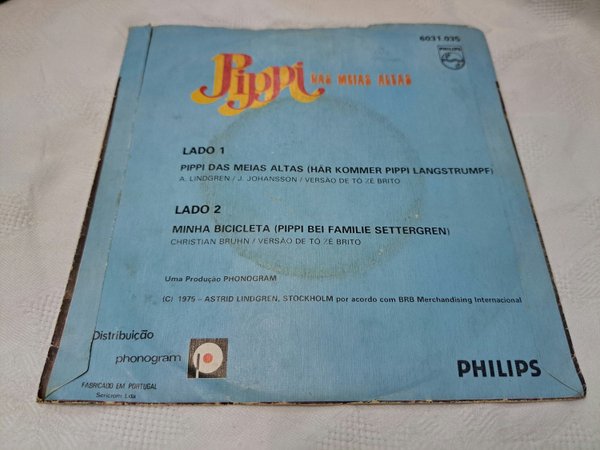 6031 035
PHILIPS
Pippi DAS MEIAS ALTAS
LADO 1
PIPPI DAS MEIAS ALTAS (HÄR KOMMER PIPPI LANGSTRUMPF)
A. LINDGREN / J. JOHANSSON / VERSÃO DE TÓ ZÉ BRITO
LADO 2
MINHA BICICLETA (PIPPI BEI FAMILIE SETTERGREN)
CHRISTIAN BRUHN / VERSÃO DE TÓ ZÉ BRITO
Uma Produção PHONOGRAM
(C) 1975 - ASTRID LINDGREN, STOCKHOLM por acordo com BRB Merchandising Internacional
Distribuição
phonogram
PHILIPS
FABRICADO EM PORTUGAL
Sericrom Lda